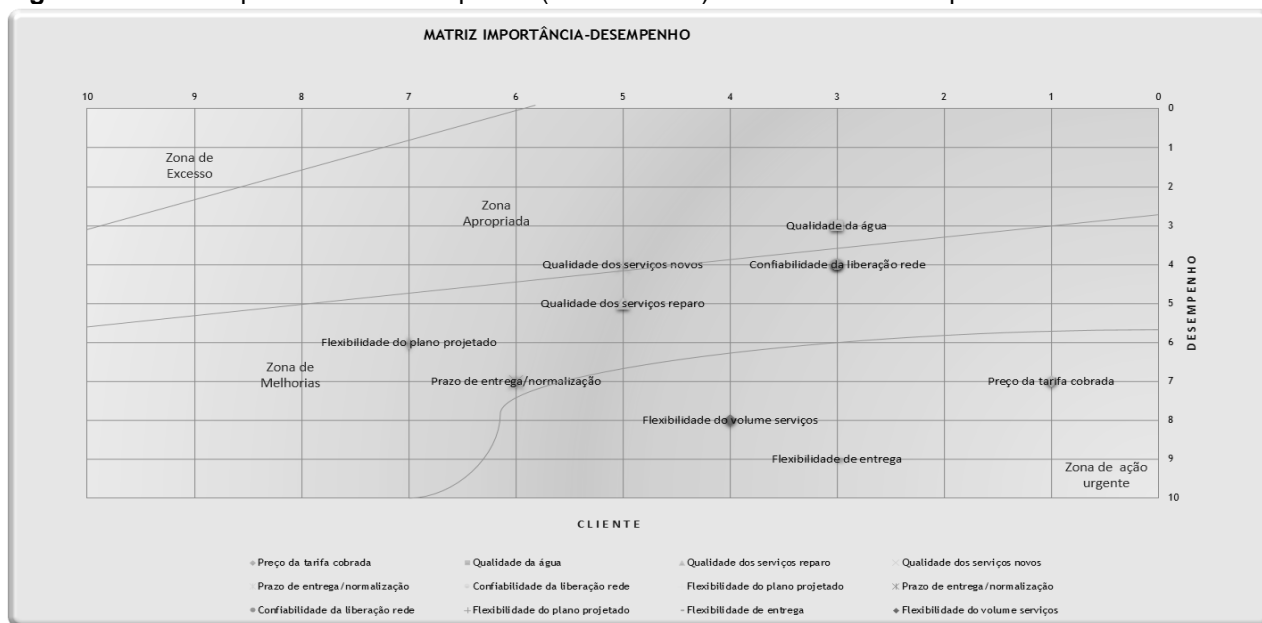 MATRIZ IMPORTÂNCIA-DESEMPENHO
10 9 8 7 6 5 4 3 2 1 0
0
1
2
3
4
5
6
7
8
9
10
Zona de
Excesso
Zona
Apropriada
Qualidade da água
Qualidade dos serviços novos
Confiabilidade da liberação rede
Qualidade dos serviços reparo
Flexibilidade do plano projetado
Zona de
Melhorias
Prazo de entrega/normalização
Preço da tarifa cobrada
Flexibilidade do volume serviços
Flexibilidade de entrega
Zona de ação
urgente
DESEMPENHO
CLIENTE
Preço da tarifa cobrada Qualidade da água Qualidade dos serviços reparo Qualidade dos serviços novos
Prazo de entrega/normalização Confiabilidade da liberação rede Flexibilidade do plano projetado Prazo de entrega/normalização
Confiabilidade da liberação rede Flexibilidade do plano projetado Flexibilidade de entrega Flexibilidade do volume serviços